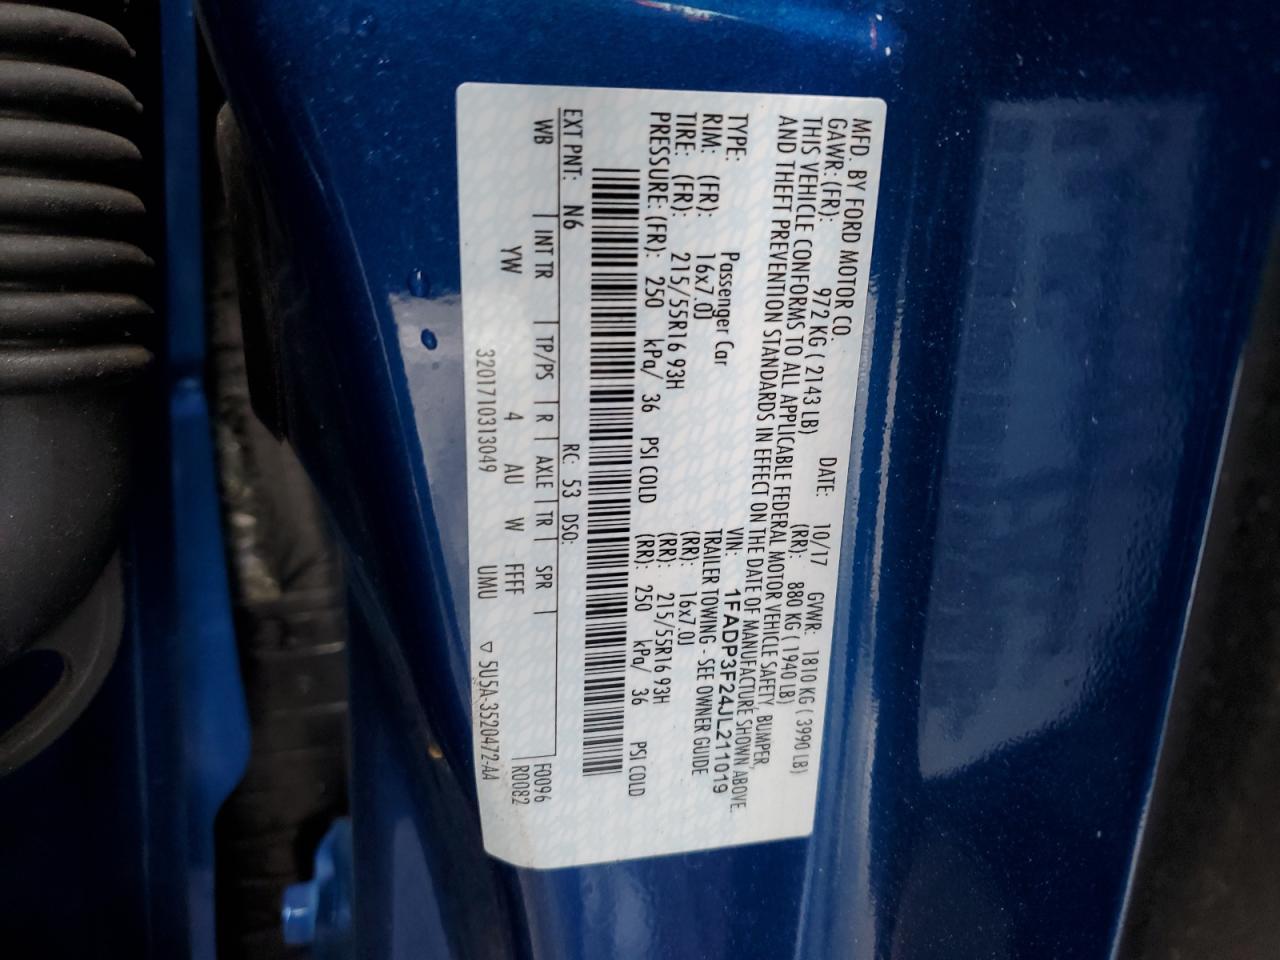 MFD. BY FORD MOTOR CO.
DATE: 10/17 GVWR: 1810 KG ( 3990 LB)
GAWR: (FR): 972 KG ( 2143 LB) (RR): 880 KG ( 1940 LB)
THIS VEHICLE CONFORMS TO ALL APPLICABLE FEDERAL MOTOR VEHICLE SAFETY, BUMPER,
AND THEFT PREVENTION STANDARDS IN EFFECT ON THE DATE OF MANUFACTURE SHOWN ABOVE.
VIN: 1FADP3F24JL211019
TYPE: Passenger Car TRAILER TOWING - SEE OWNER GUIDE
RIM: (FR): 16x7.0J (RR): 16x7.0J
TIRE: (FR): 215/55R16 93H (RR): 215/55R16 93H
PRESSURE: (FR): 250 kPa/ 36 PSI COLD (RR): 250 kPa/ 36 PSI COLD
EXT PNT: N6 RC: 53 DSO: F0096
WB INT TR TP/PS R AXLE TR SPR R0082
YW 4 AU W FFFF
3201710313049 UMU ▽ 5U5A-3520472-AA